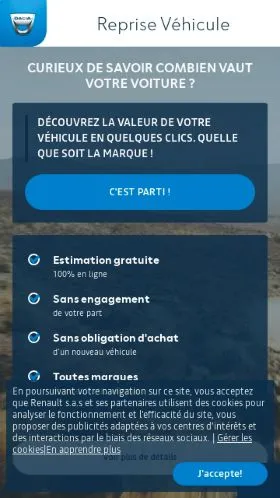 DACIA
Reprise Véhicule
CURIEUX DE SAVOIR COMBIEN VAUT
VOTRE VOITURE ?
DÉCOUVREZ LA VALEUR DE VOTRE
VÉHICULE EN QUELQUES CLICS. QUELLE
QUE SOIT LA MARQUE !
C'EST PARTI !
Estimation gratuite
100% en ligne
Sans engagement
de votre part
Sans obligation d'achat
d'un nouveau véhicule
Toutes marques
En poursuivant votre navigation sur ce site, vous acceptez
que Renault s.a.s et ses partenaires utilisent des cookies pour
analyser le fonctionnement et l'efficacité du site, vous
proposer des publicités adaptées à vos centres d'intérêts et
des interactions par le biais des réseaux sociaux. | Gérer les
cookies|En apprendre plus
Voir plus de détails
J'accepte!